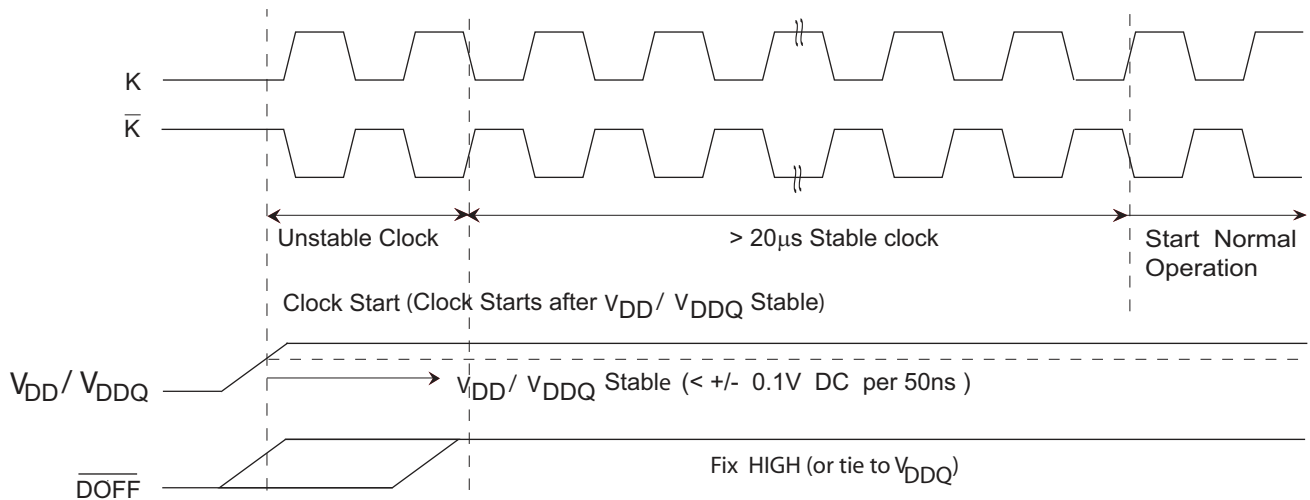 K
K̅
Unstable Clock
> 20μs Stable clock
Start Normal
Operation
Clock Start (Clock Starts after VDD / VDDQ Stable)
VDD / VDDQ
VDD / VDDQ Stable (< +/- 0.1V DC per 50ns )
Fix HIGH (or tie to VDDQ)
D̅O̅F̅F̅